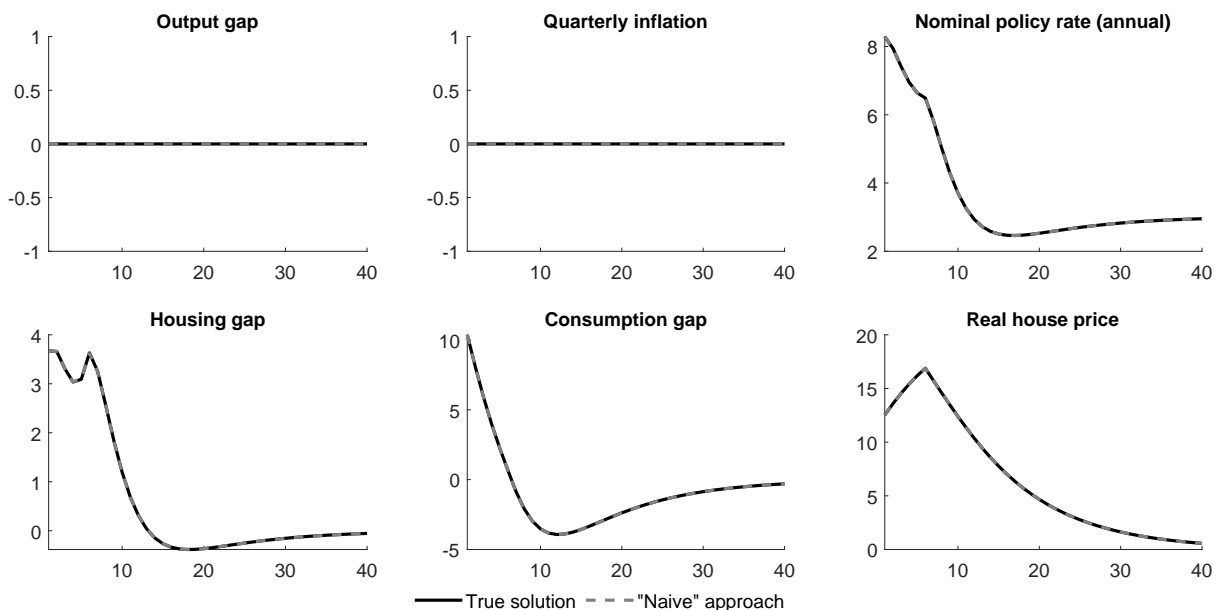 Output gap
1
0.5
0
-0.5
-1
10 20 30 40
Quarterly inflation
1
0.5
0
-0.5
-1
10 20 30 40
Nominal policy rate (annual)
8
6
4
2
10 20 30 40
Housing gap
4
3
2
1
0
10 20 30 40
Consumption gap
10
5
0
-5
10 20 30 40
Real house price
20
15
10
5
0
10 20 30 40
True solution "Naive" approach